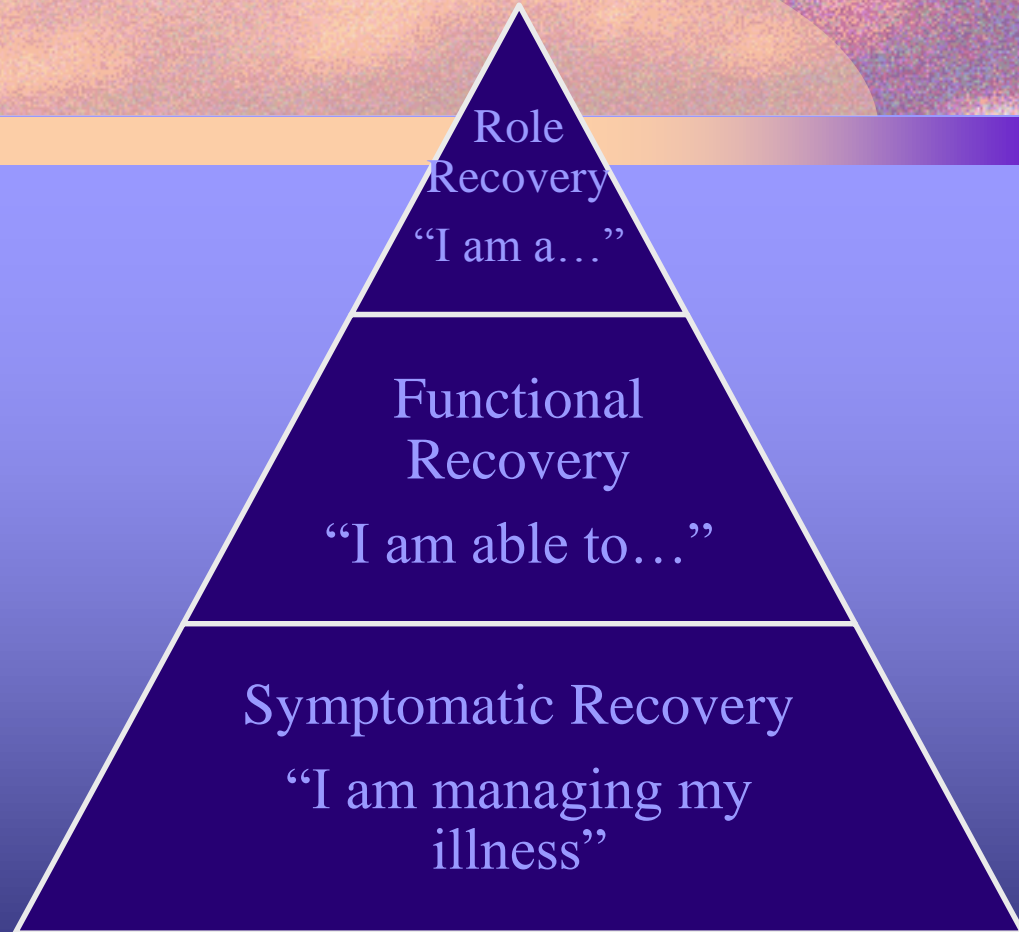 Role
Recovery
“I am a…”
Functional
Recovery
“I am able to…”
Symptomatic Recovery
“I am managing my
illness”